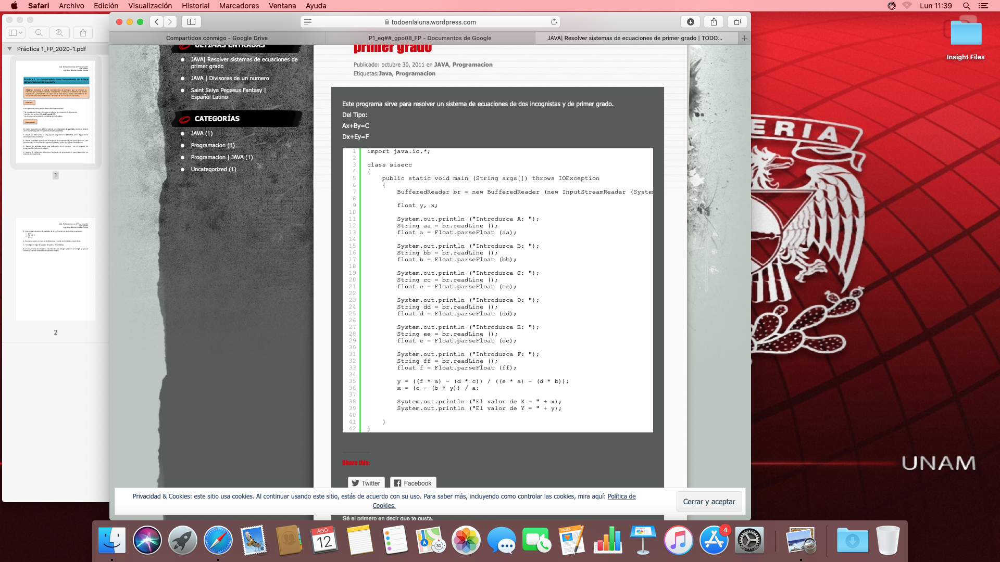 Safari Archivo Edición Visualización Historial Marcadores Ventana Ayuda
Lun 11:39
todoenlaluna.wordpress.com
Compartidos conmigo - Google Drive
P1_eq##_gpo08_FP - Documentos de Google
JAVA| Resolver sistemas de ecuaciones de primer grado | TODO...
Práctica 1_FP_2020-1.pdf
Práctica 1. La computadora como herramienta de trabajo
del profesional de ingeniería
1
2
Insight Files
ÚLTIMAS ENTRADAS
JAVA| Resolver sistemas de ecuaciones de
primer grado
JAVA | Divisores de un numero
Saint Seiya Pegasus Fantasy |
Español Latino
CATEGORÍAS
JAVA (1)
Programacion (1)
Programacion | JAVA (1)
Uncategorized (1)
primer grado
Publicado: octubre 30, 2011 en JAVA, Programacion
Etiquetas:Java, Programacion
Este programa sirve para resolver un sistema de ecuaciones de dos incognistas y de primer grado.
Del Tipo:
Ax+By=C
Dx+Ey=F
1 import java.io.*;
2
3 class sisecc
4 {
5 public static void main (String args[]) throws IOException
6 {
7 BufferedReader br = new BufferedReader (new InputStreamReader (System
8
9 float y, x;
10
11 System.out.println ("Introduzca A: ");
12 String aa = br.readLine ();
13 float a = Float.parseFloat (aa);
14
15 System.out.println ("Introduzca B: ");
16 String bb = br.readLine ();
17 float b = Float.parseFloat (bb);
18
19 System.out.println ("Introduzca C: ");
20 String cc = br.readLine ();
21 float c = Float.parseFloat (cc);
22
23 System.out.println ("Introduzca D: ");
24 String dd = br.readLine ();
25 float d = Float.parseFloat (dd);
26
27 System.out.println ("Introduzca E: ");
28 String ee = br.readLine ();
29 float e = Float.parseFloat (ee);
30
31 System.out.println ("Introduzca F: ");
32 String ff = br.readLine ();
33 float f = Float.parseFloat (ff);
34
35 y = ((f * a) - (d * c)) / ((e * a) - (d * b));
36 x = (c - (b * y)) / a;
37
38 System.out.println ("El valor de X = " + x);
39 System.out.println ("El valor de Y = " + y);
40
41 }
42 }
Share this:
Twitter
Facebook
Privacidad & Cookies: este sitio usa cookies. Al continuar usando este sitio, estás de acuerdo con su uso. Para saber más, incluyendo como controlar las cookies, mira aquí: Política de
Cookies.
Cerrar y aceptar
Sé el primero en decir que te gusta.
UNAM
AGO
12
3D
PAGES
4